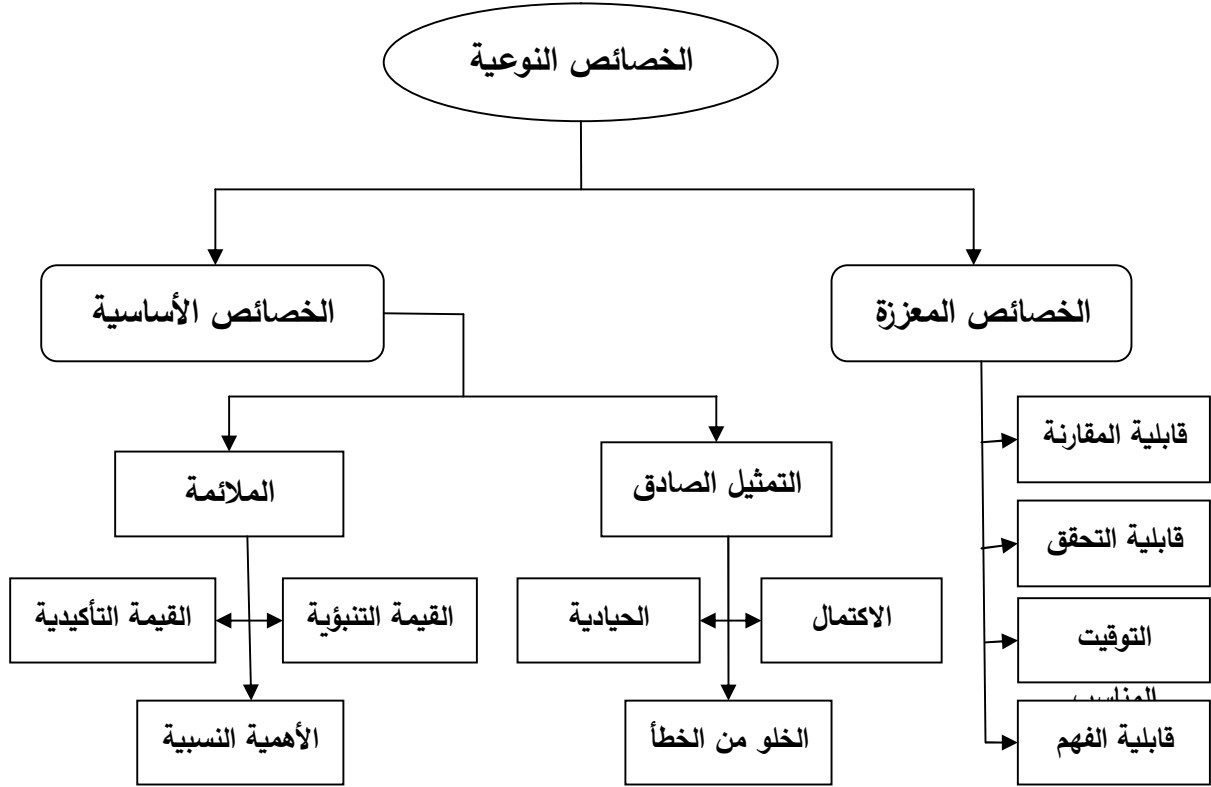 الخصائص النوعية
الخصائص المعززة
الخصائص الأساسية
قابلية المقارنة
قابلية التحقق
التوقيت
المناسب
قابلية الفهم
التمثيل الصادق
الاكتمال
الحيادية
الخلو من الخطأ
الملائمة
القيمة التنبؤية
القيمة التأكيدية
الأهمية النسبية